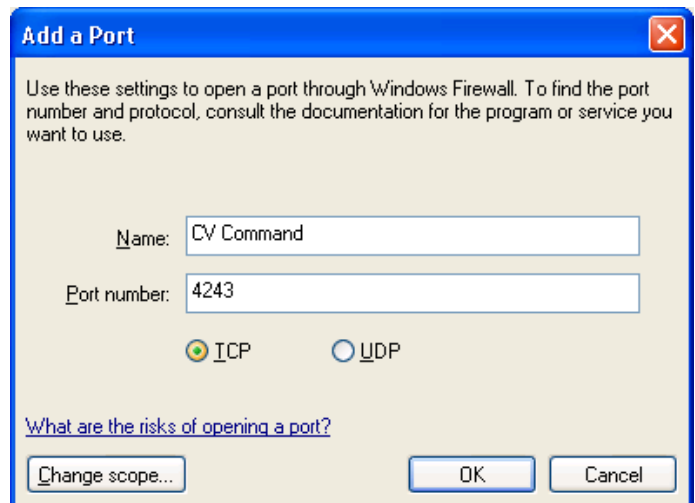 Add a Port
Use these settings to open a port through Windows Firewall. To find the port
number and protocol, consult the documentation for the program or service you
want to use.
Name: CV Command
Port number: 4243
TCP UDP
What are the risks of opening a port?
Change scope... OK Cancel